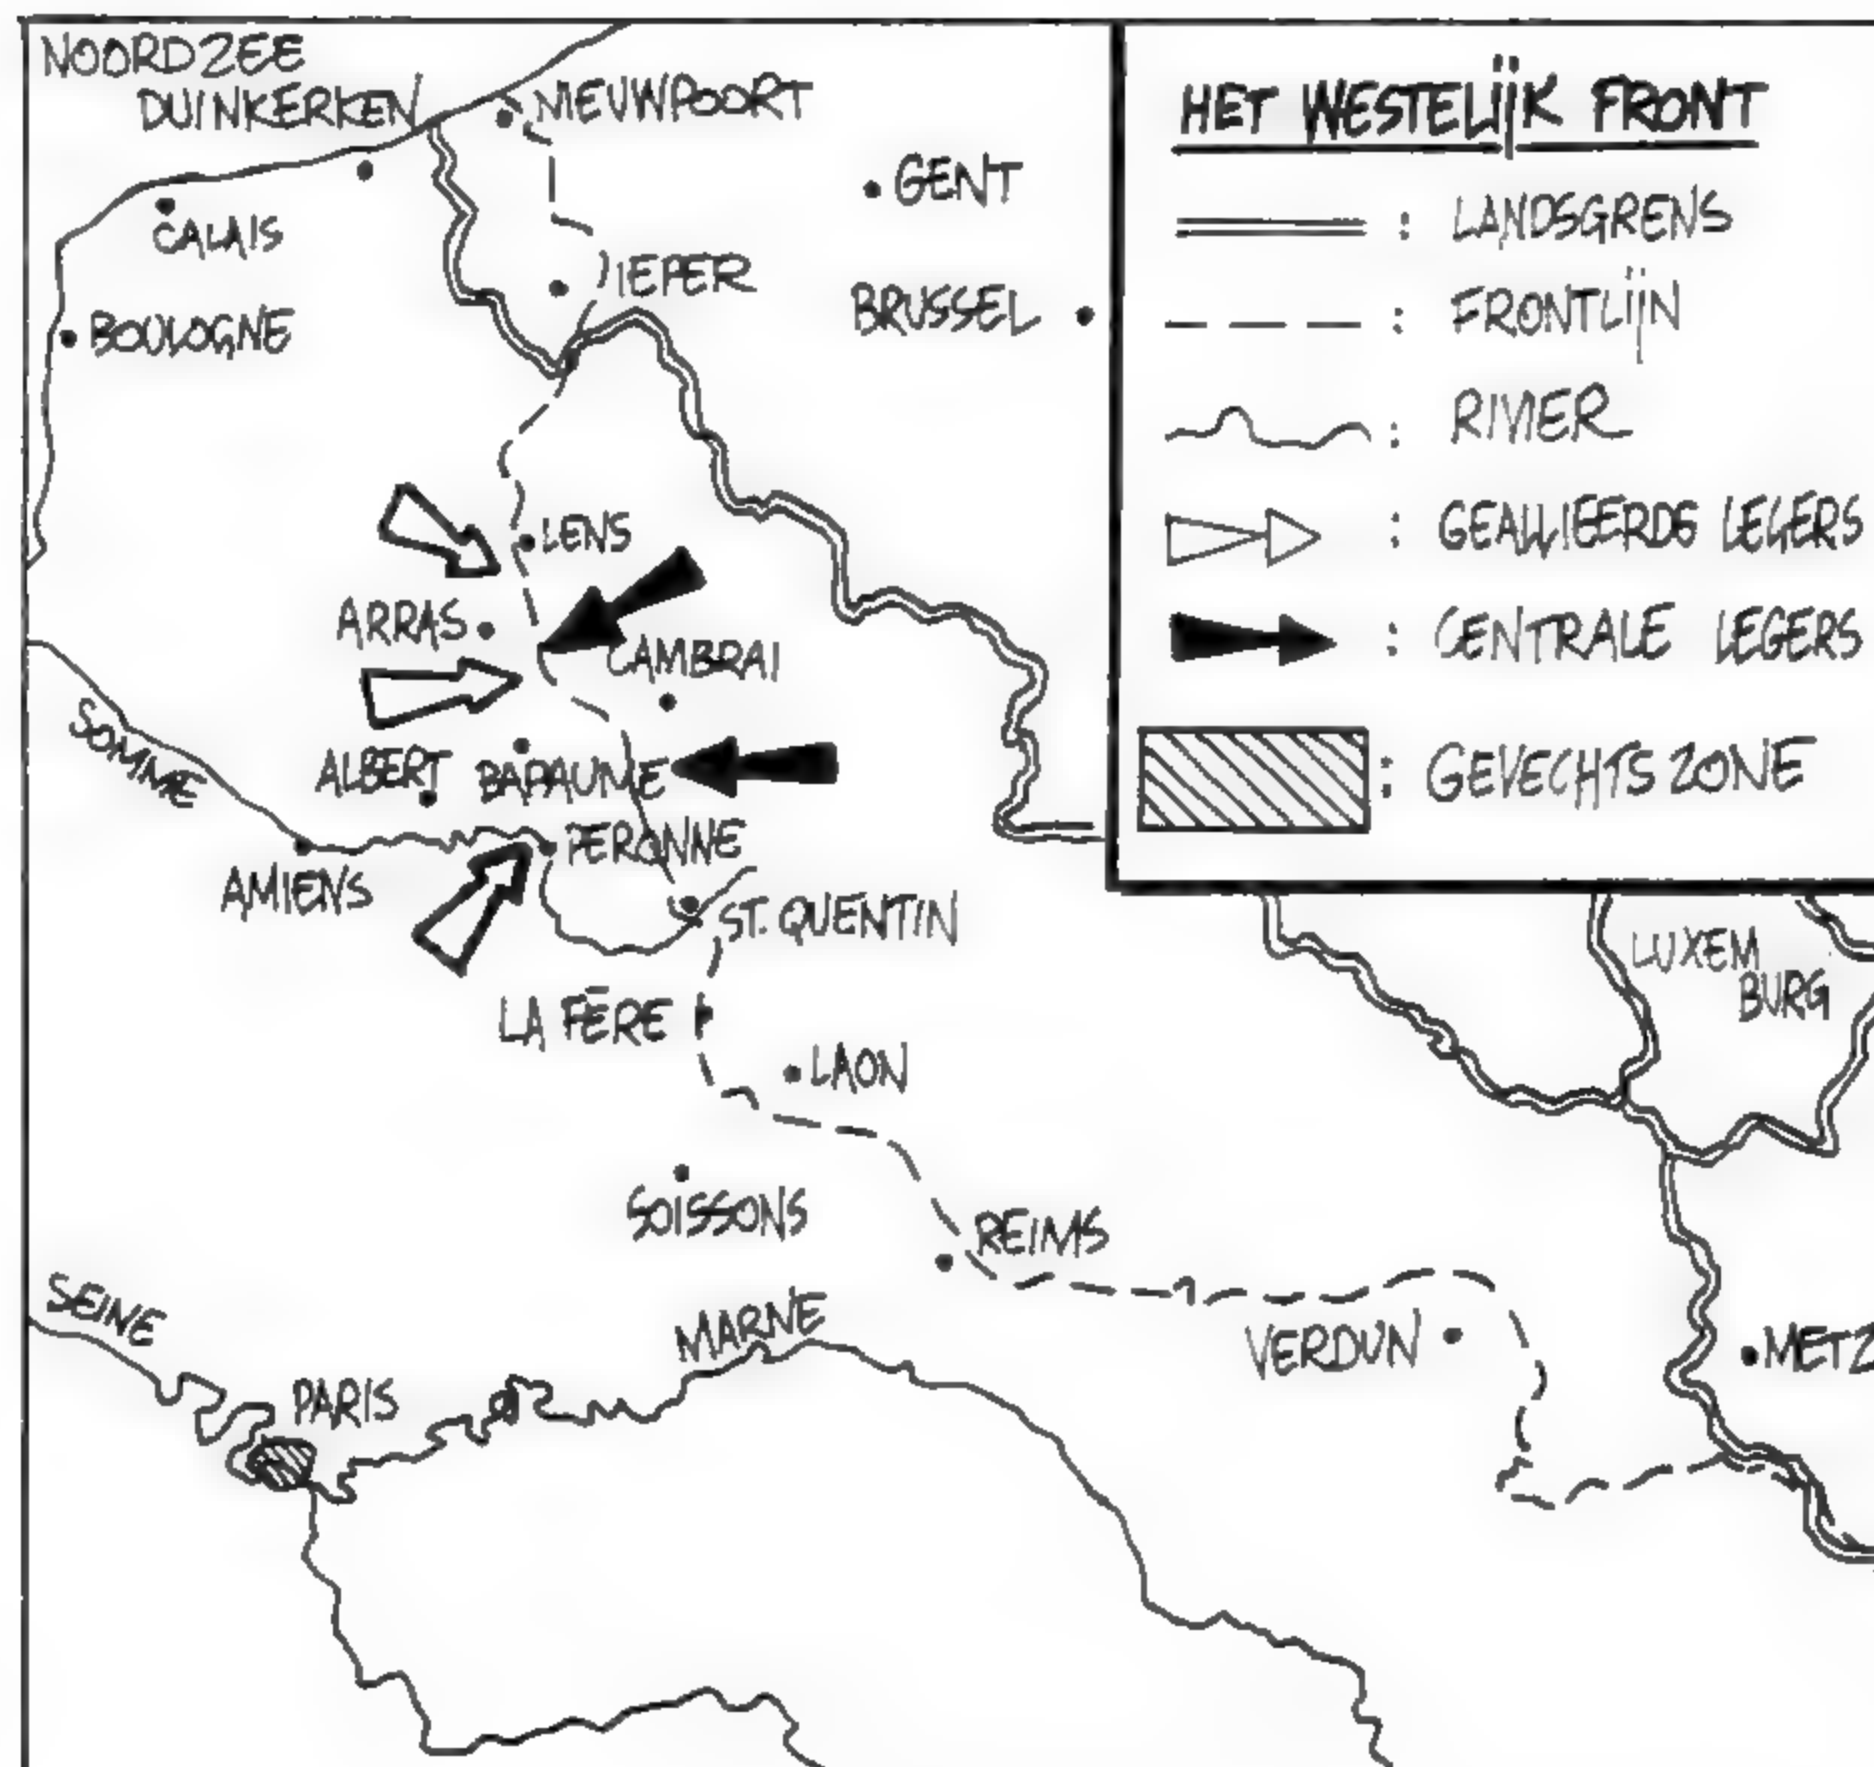 NOORDZEE
DUINKERKEN
NIEUWPOORT
GENT
CALAIS
IEPER
BRUSSEL
BOULOGNE
LENS
ARRAS
CAMBRAI
SOMME
ALBERT
BAPAUME
PERONNE
AMIENS
ST. QUENTIN
LA FÈRE
LAON
SOISSONS
REIMS
SEINE
MARNE
VERDUN
METZ
PARIS
HET WESTELIJK FRONT
: LANDSGRENS
: FRONTLIJN
: RIVIER
: GEALLIEERDE LEGERS
: CENTRALE LEGERS
: GEVECHTSZONE
LUXEM
BURG